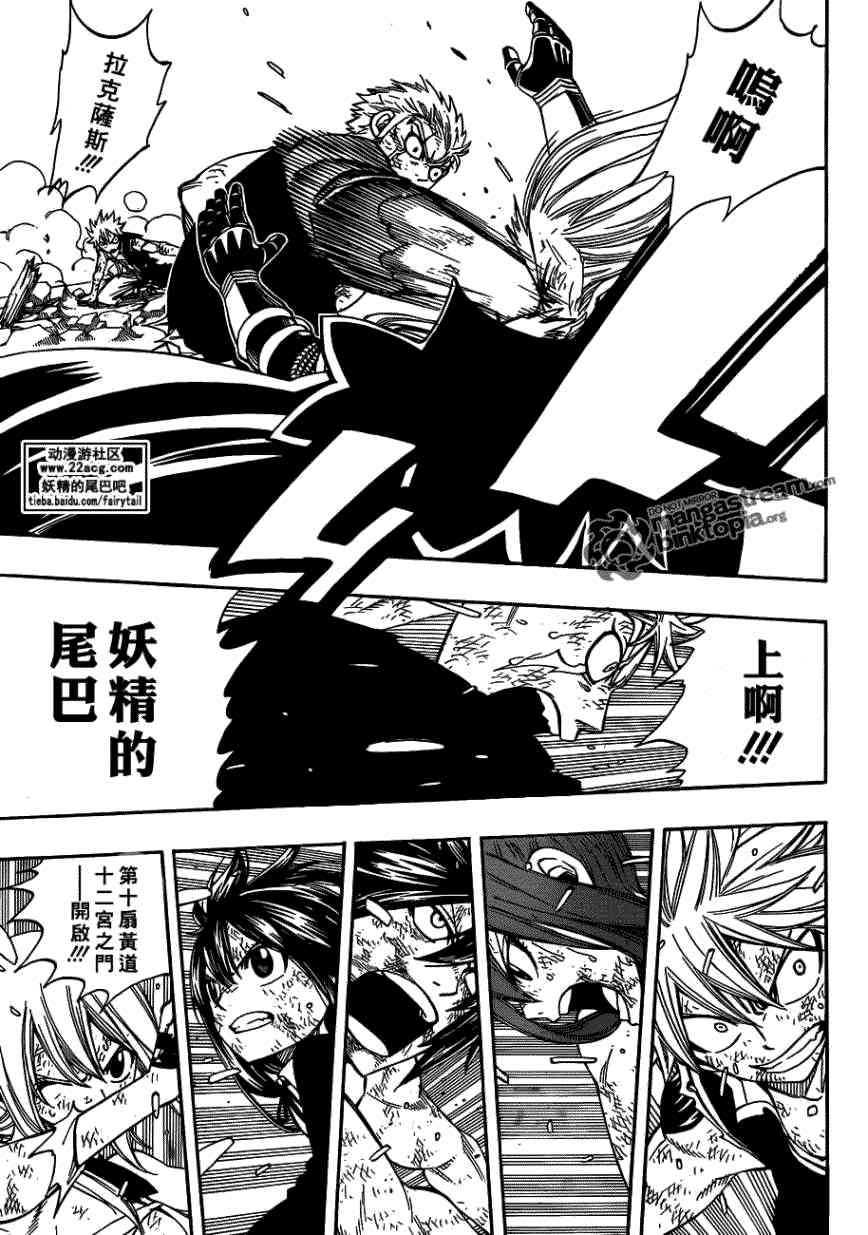 嗚啊
拉克薩斯!!!
动漫游社区
www.22acg.com
妖精的尾巴吧
tieba.baidu.com/fairytail
DO NOT MIRROR
mangastream.com
binktopia.org
上啊!!!
妖精的
尾巴
第十扇黃道
十二宮之門
——開啟!!!